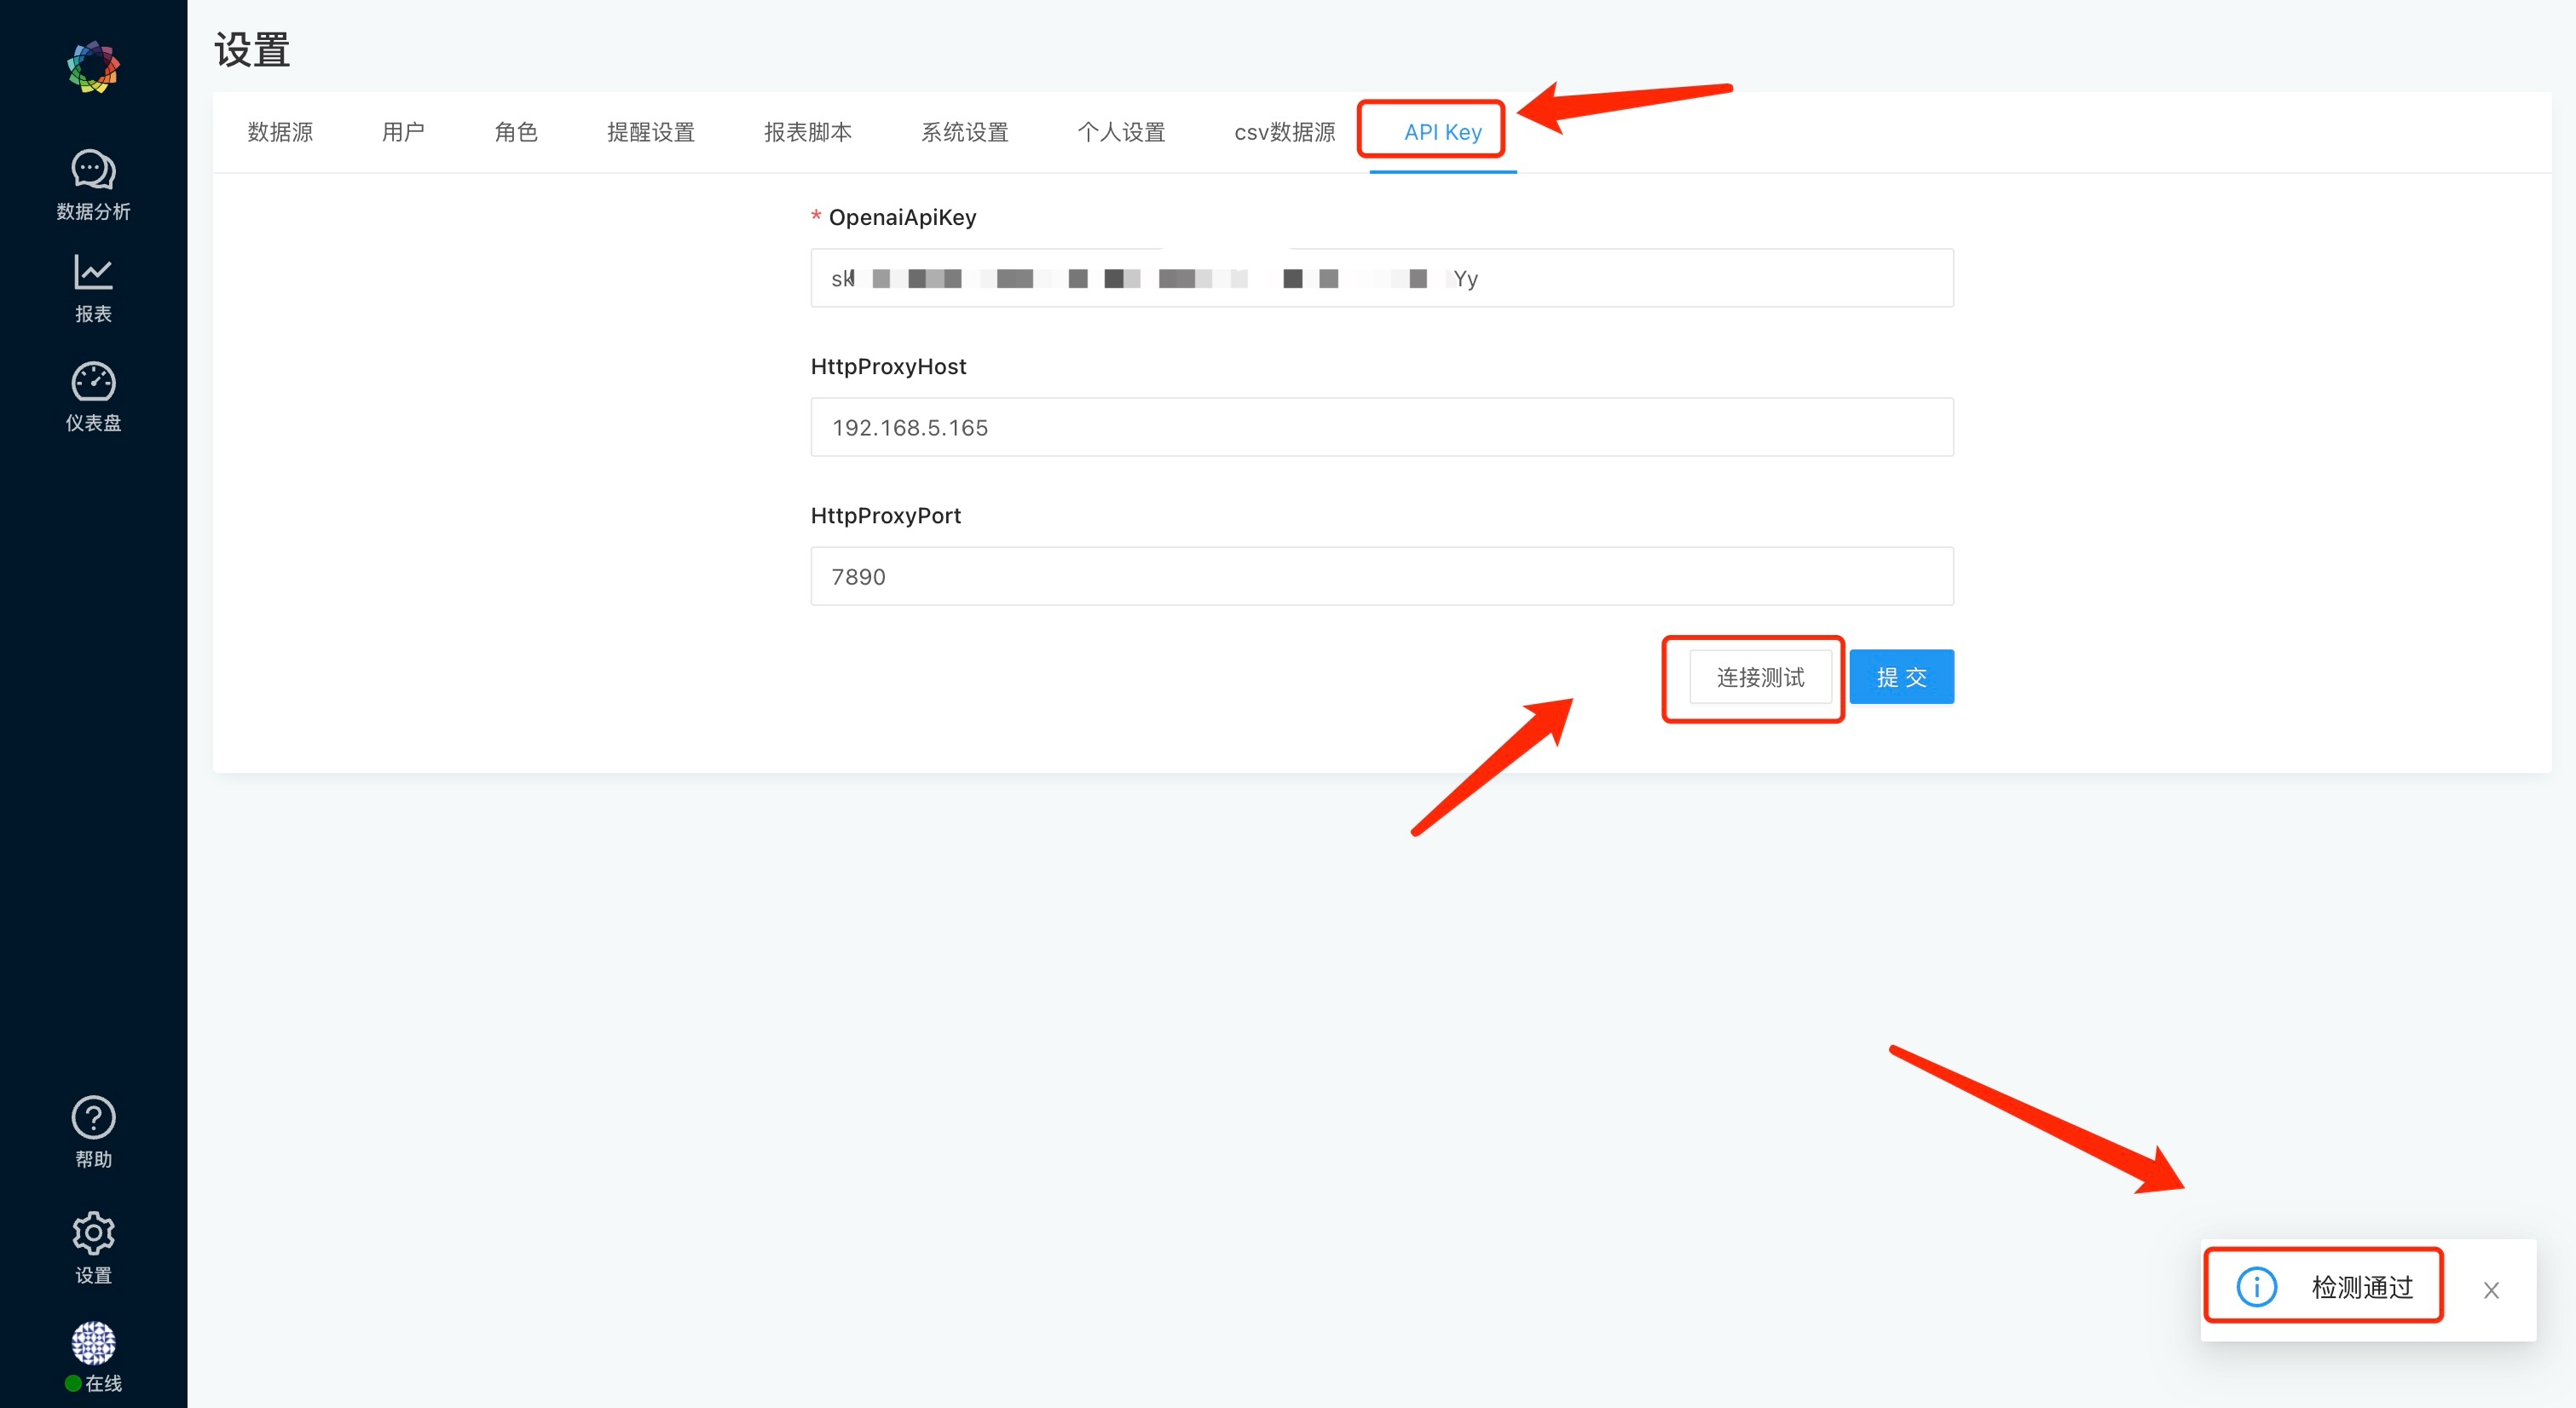 设置
数据源 用户 角色 提醒设置 报表脚本 系统设置 个人设置 csv数据源 API Key
* OpenaiApiKey
sk Yy
HttpProxyHost
192.168.5.165
HttpProxyPort
7890
连接测试 提交
检测通过
数据分析
报表
仪表盘
帮助
设置
在线